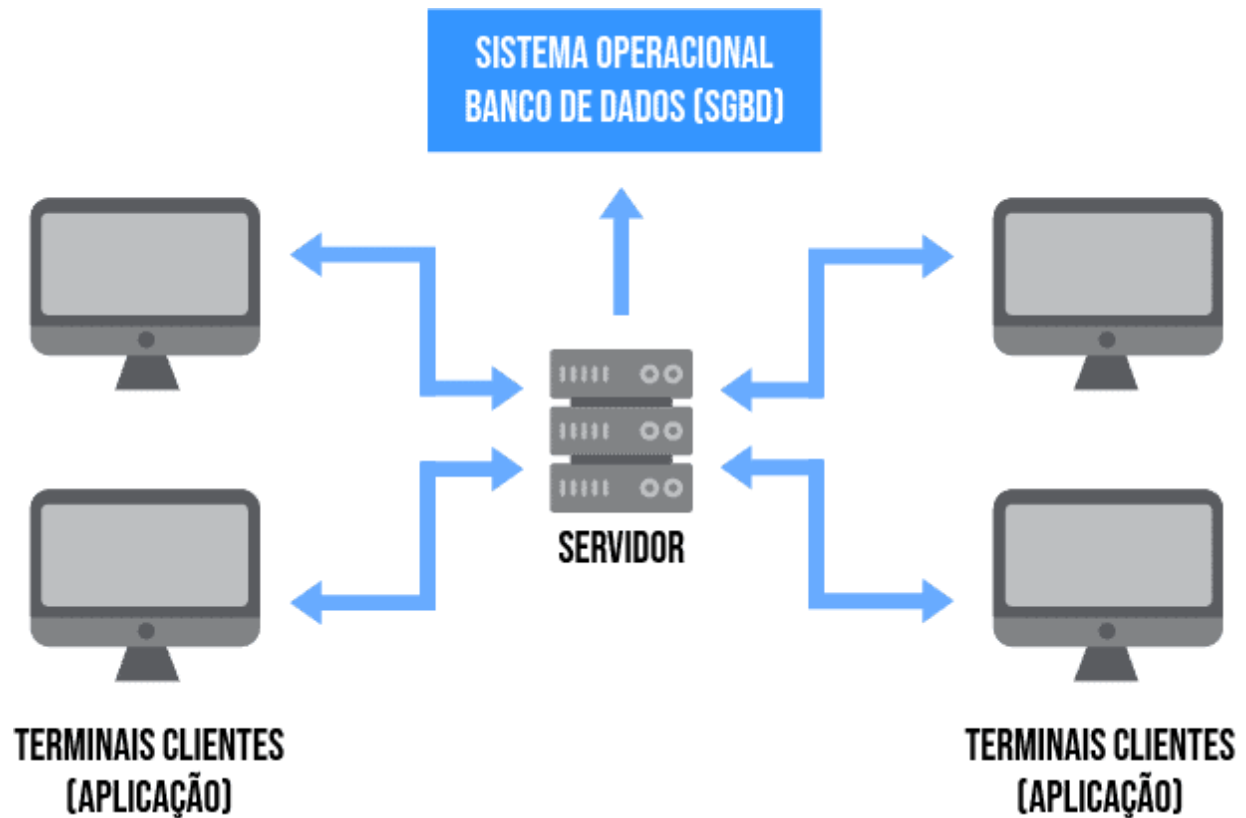 SISTEMA OPERACIONAL
BANCO DE DADOS (SGBD)
SERVIDOR
TERMINAIS CLIENTES
(APLICAÇÃO)
TERMINAIS CLIENTES
(APLICAÇÃO)